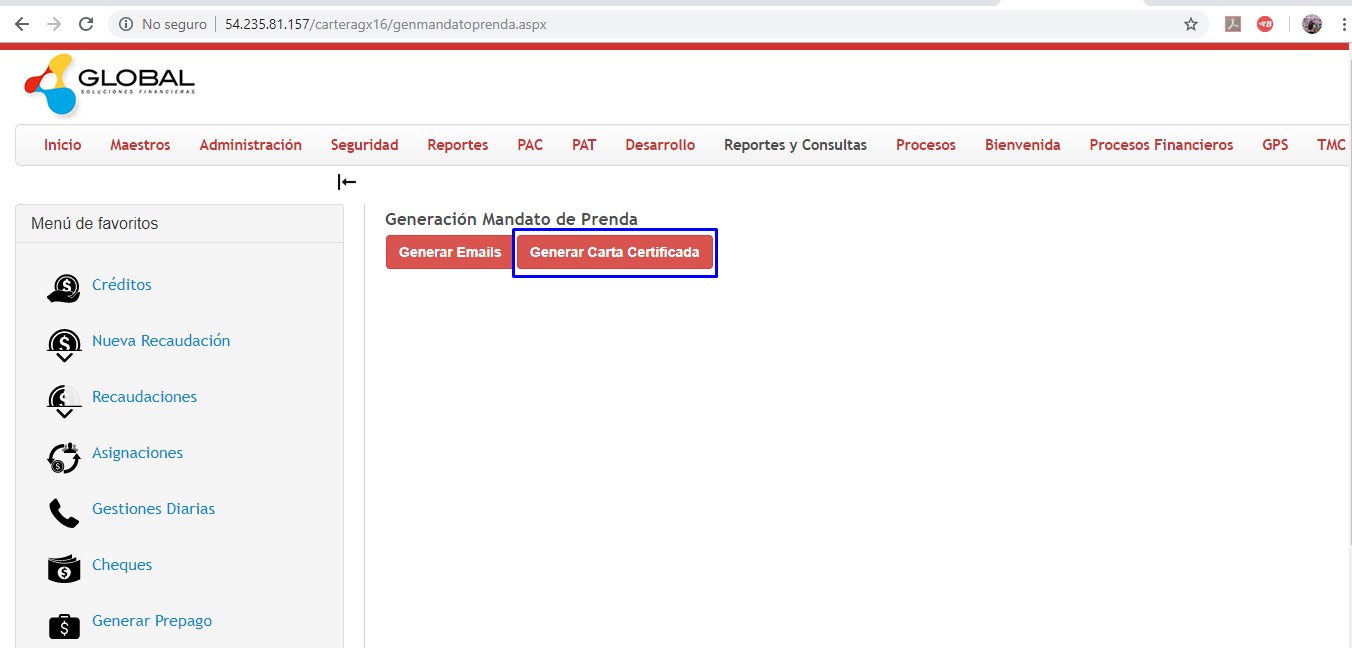 No seguro 54.235.81.157/carteragx16/genmandatoprenda.aspx
GLOBAL
SOLUCIONES FINANCIERAS
Inicio Maestros Administración Seguridad Reportes PAC PAT Desarrollo Reportes y Consultas Procesos Bienvenida Procesos Financieros GPS TMC
Menú de favoritos
Créditos
Nueva Recaudación
Recaudaciones
Asignaciones
Gestiones Diarias
Cheques
Generar Prepago
Generación Mandato de Prenda
Generar Emails Generar Carta Certificada